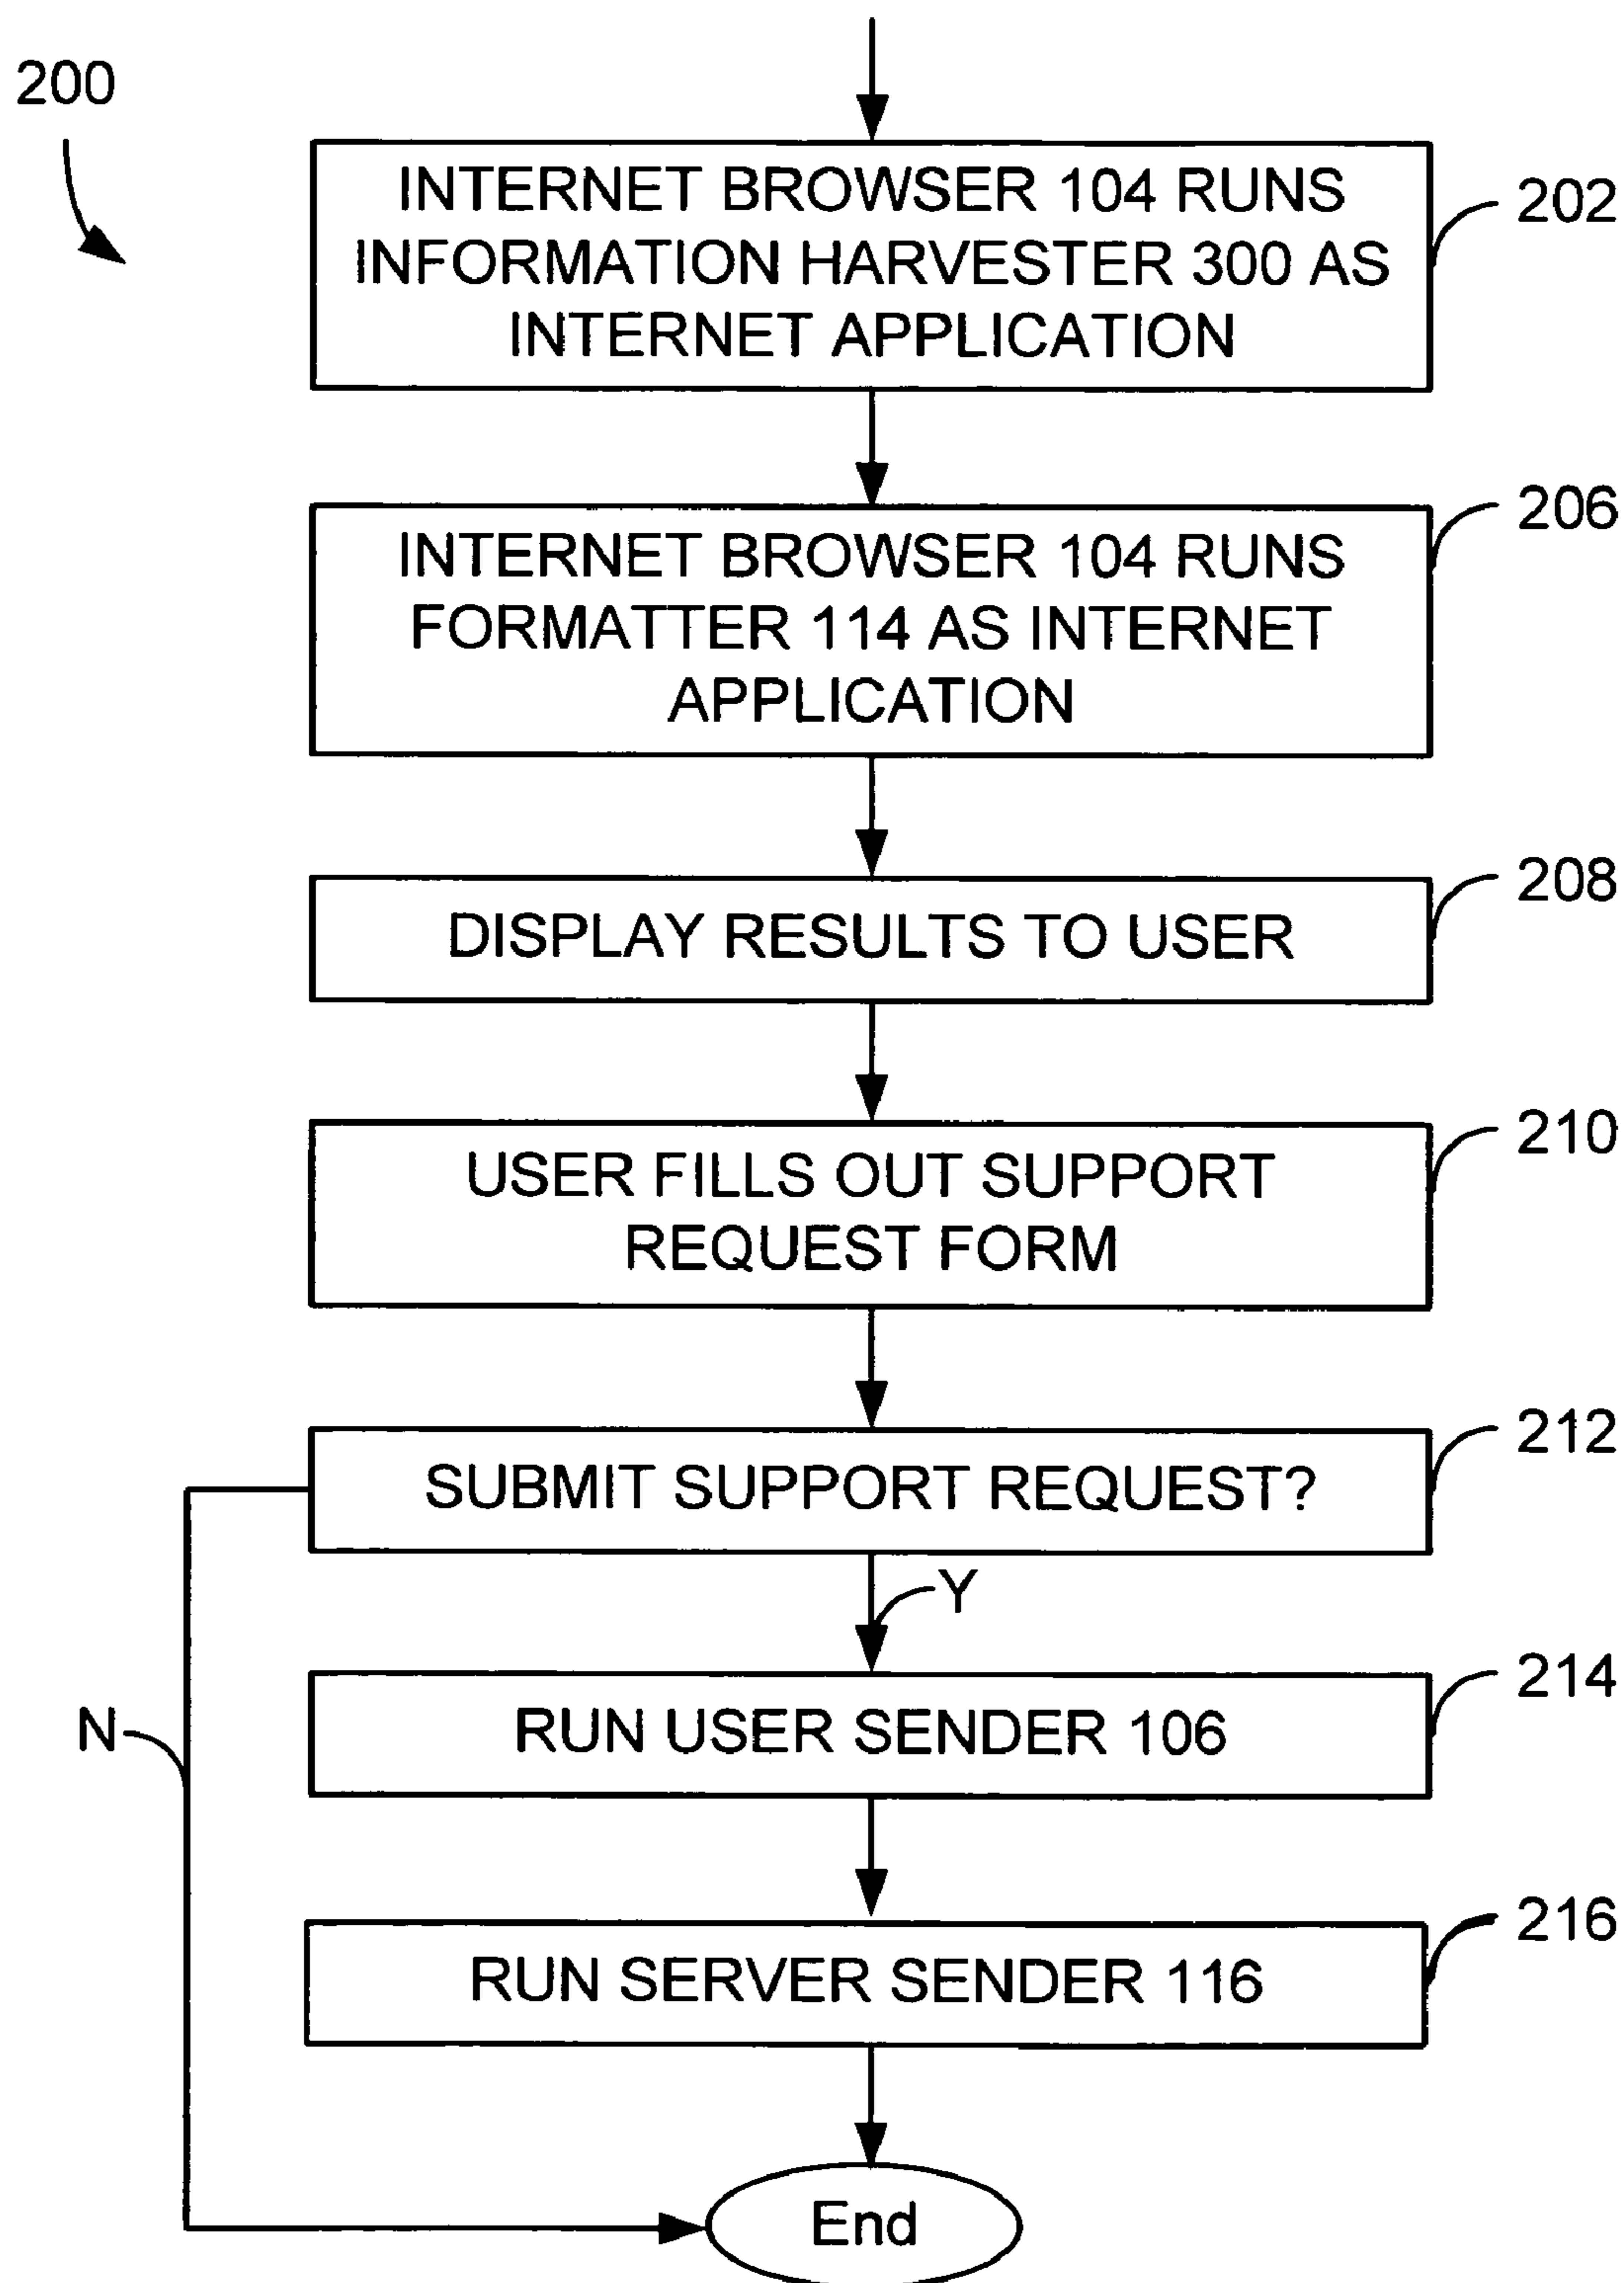 200
INTERNET BROWSER 104 RUNS
INFORMATION HARVESTER 300 AS
INTERNET APPLICATION
202
INTERNET BROWSER 104 RUNS
FORMATTER 114 AS INTERNET
APPLICATION
206
DISPLAY RESULTS TO USER
208
USER FILLS OUT SUPPORT
REQUEST FORM
210
SUBMIT SUPPORT REQUEST?
212
Y
N
RUN USER SENDER 106
214
RUN SERVER SENDER 116
216
End